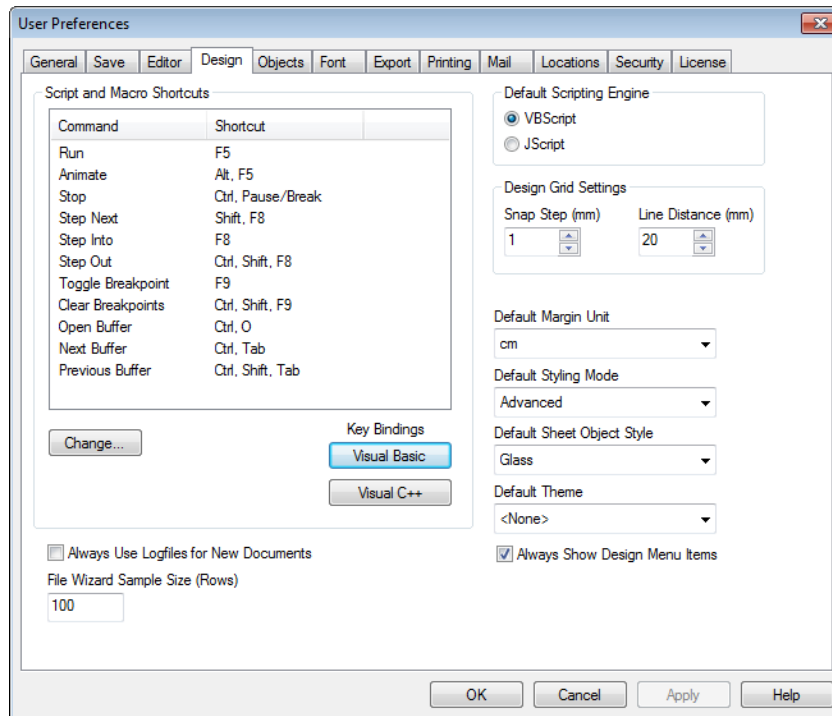 User Preferences
General Save Editor Design Objects Font Export Printing Mail Locations Security License
Script and Macro Shortcuts
Command Shortcut
Run F5
Animate Alt, F5
Stop Ctrl, Pause/Break
Step Next Shift, F8
Step Into F8
Step Out Ctrl, Shift, F8
Toggle Breakpoint F9
Clear Breakpoints Ctrl, Shift, F9
Open Buffer Ctrl, O
Next Buffer Ctrl, Tab
Previous Buffer Ctrl, Shift, Tab
Change...
Key Bindings
Visual Basic
Visual C++
Always Use Logfiles for New Documents
File Wizard Sample Size (Rows)
100
Default Scripting Engine
VBScript
JScript
Design Grid Settings
Snap Step (mm) Line Distance (mm)
1 20
Default Margin Unit
cm
Default Styling Mode
Advanced
Default Sheet Object Style
Glass
Default Theme
<None>
Always Show Design Menu Items
OK Cancel Apply Help